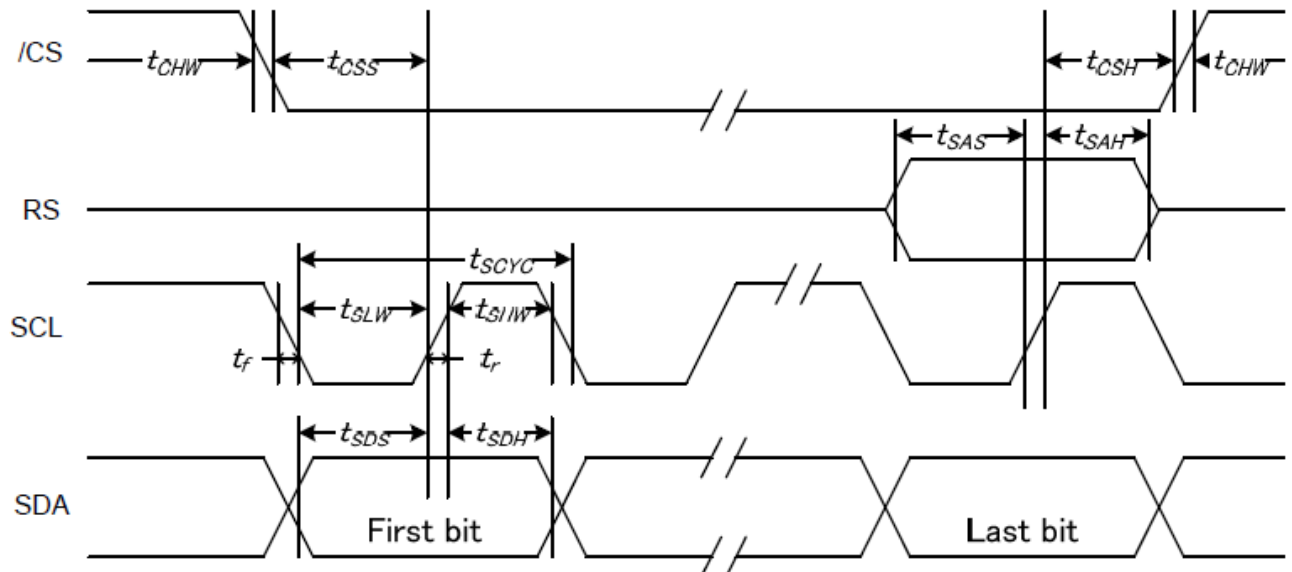 /CS
tCHW
tCSS
tCSH
tCHW
tSAS
tSAH
RS
tSCYC
SCL
tSLW
tSHW
tf
tr
tSDS
tSDH
SDA
First bit
Last bit